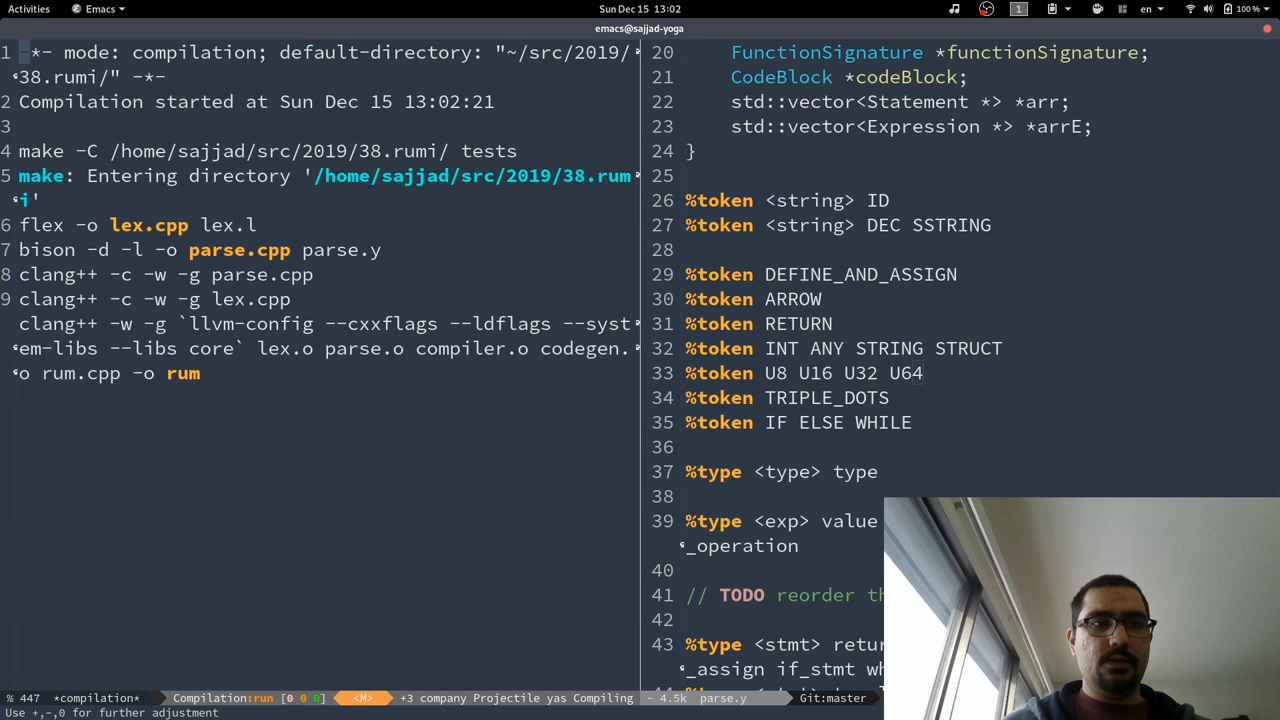 Activities
Emacs
Sun Dec 15 13:02
1
en
100 %
emacs@sajjad-yoga
1 -*- mode: compilation; default-directory: "~/src/2019/
38.rumi/" -*-
2 Compilation started at Sun Dec 15 13:02:21
3
4 make -C /home/sajjad/src/2019/38.rumi/ tests
5 make: Entering directory '/home/sajjad/src/2019/38.rum
i'
6 flex -o lex.cpp lex.l
7 bison -d -l -o parse.cpp parse.y
8 clang++ -c -w -g parse.cpp
9 clang++ -c -w -g lex.cpp
clang++ -w -g `llvm-config --cxxflags --ldflags --syst
em-libs --libs core` lex.o parse.o compiler.o codegen.
o rum.cpp -o rum
% 447 *compilation* Compilation:run [0 0 0] <M> +3 company Projectile yas Compiling
20 FunctionSignature *functionSignature;
21 CodeBlock *codeBlock;
22 std::vector<Statement *> *arr;
23 std::vector<Expression *> *arrE;
24 }
25
26 %token <string> ID
27 %token <string> DEC SSTRING
28
29 %token DEFINE_AND_ASSIGN
30 %token ARROW
31 %token RETURN
32 %token INT ANY STRING STRUCT
33 %token U8 U16 U32 U64
34 %token TRIPLE_DOTS
35 %token IF ELSE WHILE
36
37 %type <type> type
38
39 %type <exp> value
_operation
40
41 // TODO reorder th
42
43 %type <stmt> retur
_assign if_stmt wh
- 4.5k parse.y Git:master
Use +,-,0 for further adjustment